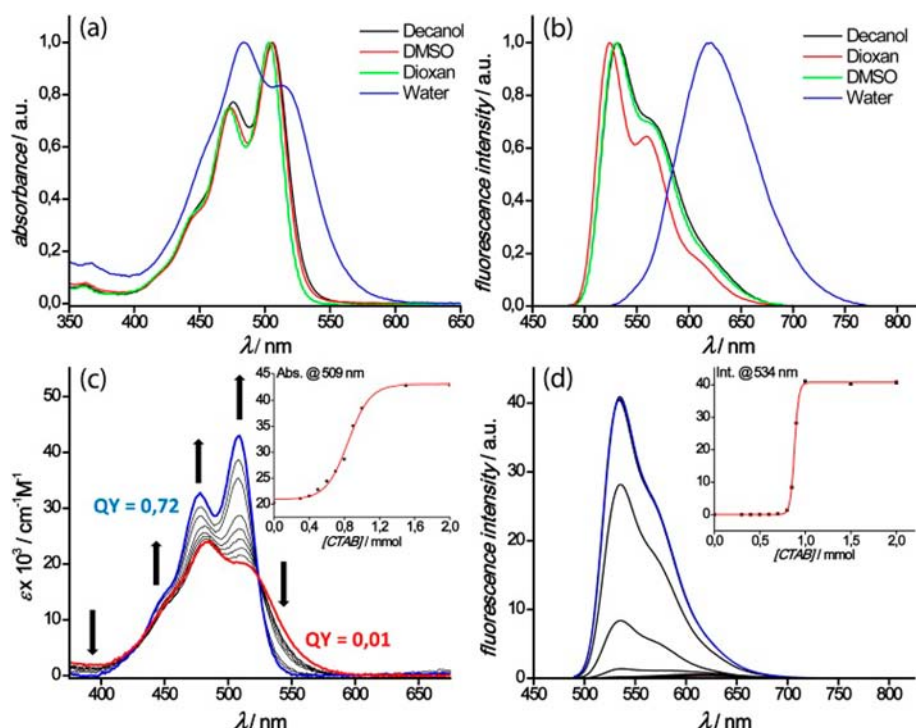 (a)
Decanol
DMSO
Dioxan
Water
absorbance / a.u.
1,0
0,8
0,6
0,4
0,2
0,0
350 400 450 500 550 600 650
λ/ nm
(b)
Decanol
Dioxan
DMSO
Water
fluorescence intensity / a.u.
1,0
0,8
0,6
0,4
0,2
0,0
450 500 550 600 650 700 750 800
λ/ nm
(c)
ε x 10³ / cm⁻¹M⁻¹
50
40
30
20
10
0
400 450 500 550 600 650
λ/ nm
QY = 0,72
QY = 0,01
Abs. @ 509 nm
45
40
35
30
25
20
0,0 0,4 0,8 1,2 1,6 2,0
[CTAB] / mmol
(d)
fluorescence intensity / a.u.
40
30
20
10
0
450 500 550 600 650 700 750 800
λ/ nm
Int. @ 534 nm
40
30
20
10
0
0,0 0,5 1,0 1,5 2,0
[CTAB] / mmol